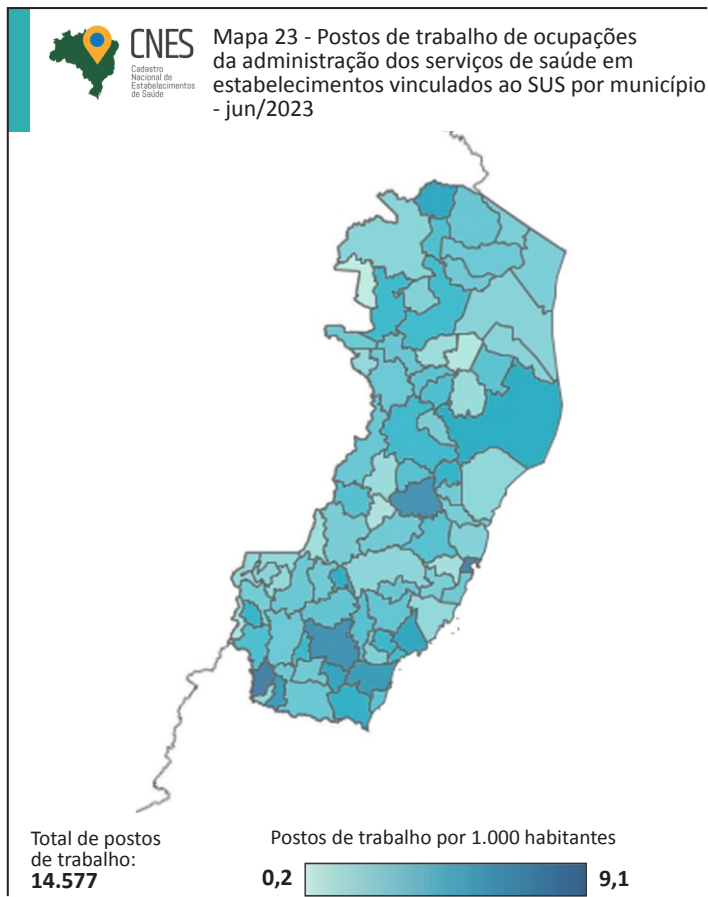 CNES
Cadastro
Nacional de
Estabelecimentos
de Saúde
Mapa 23 - Postos de trabalho de ocupações
da administração dos serviços de saúde em
estabelecimentos vinculados ao SUS por município
- jun/2023
Total de postos
de trabalho:
14.577
Postos de trabalho por 1.000 habitantes
0,2
9,1